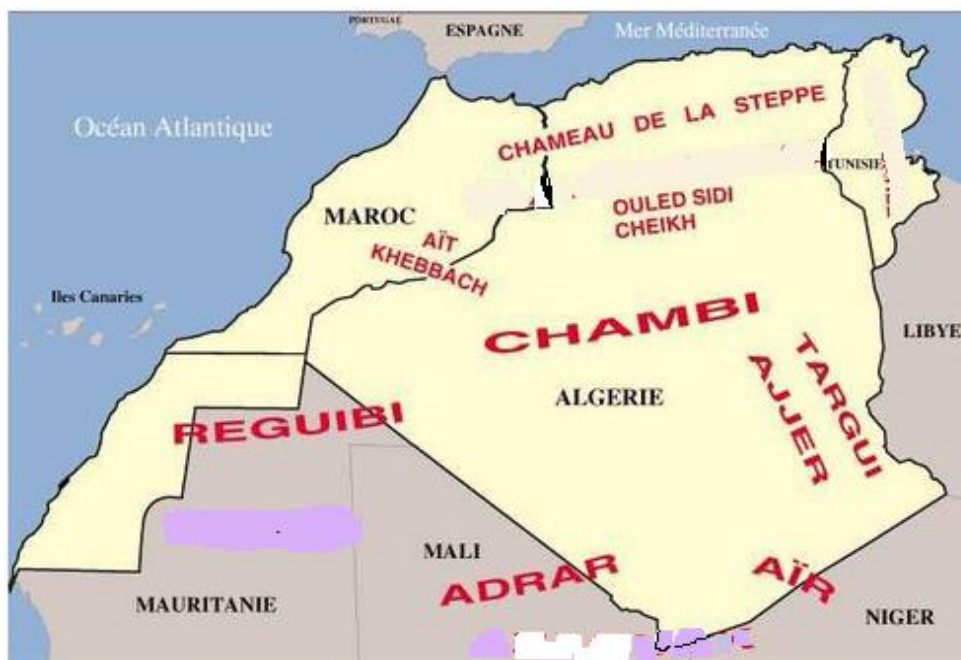 PORTUGAL
ESPAGNE
Mer Méditerranée
Océan Atlantique
CHAMEAU DE LA STEPPE
TUNISIE
MAROC
OULED SIDI
CHEIKH
AÏT
KHEBBACH
Iles Canaries
CHAMBI
LIBYE
TARGUI
AJJER
ALGERIE
REGUIBI
MALI
ADRAR
AÏR
MAURITANIE
NIGER